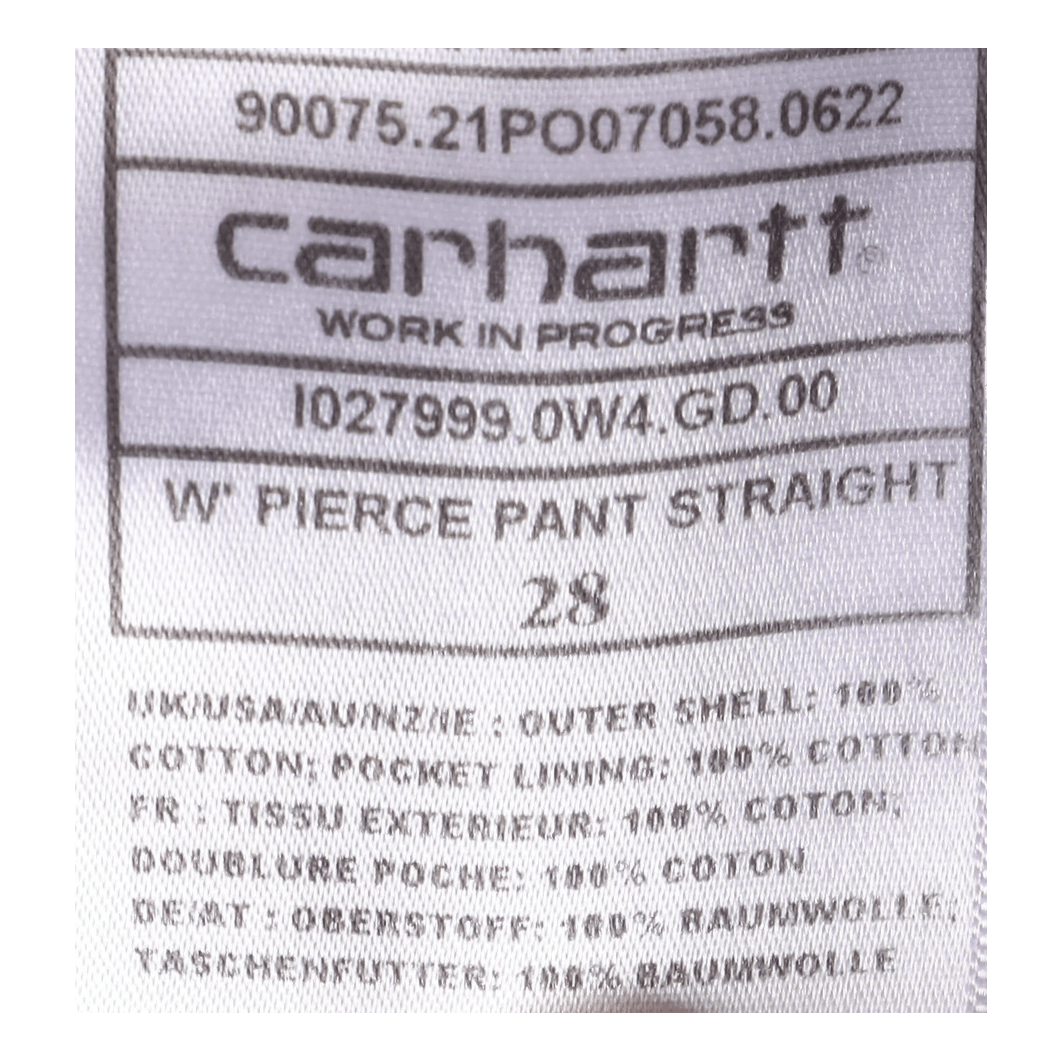 90075.21PO07058.0622
carhartt®
WORK IN PROGRESS
I027999.0W4.GD.00
W' PIERCE PANT STRAIGHT
28
UK/USA/AU/NZ/IE : OUTER SHELL: 100%
COTTON; POCKET LINING: 100% COTTON
FR : TISSU EXTERIEUR: 100% COTON;
DOUBLURE POCHE: 100% COTON
DE/AT : OBERSTOFF: 100% BAUMWOLLE;
TASCHENFUTTER: 100% BAUMWOLLE